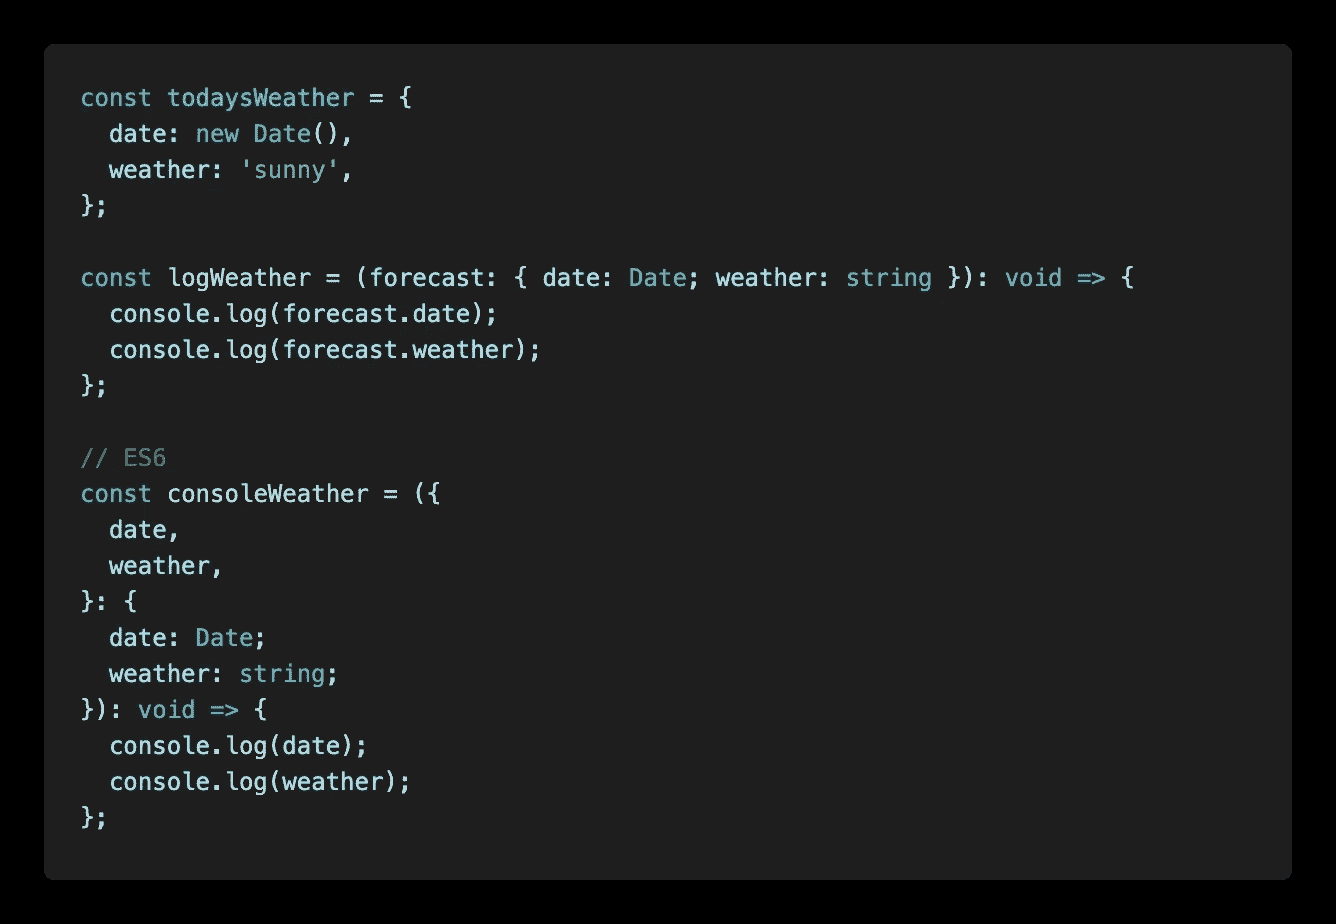 const todaysWeather = {
  date: new Date(),
  weather: 'sunny',
};

const logWeather = (forecast: { date: Date; weather: string }): void => {
  console.log(forecast.date);
  console.log(forecast.weather);
};

// ES6
const consoleWeather = ({
  date,
  weather,
}: {
  date: Date;
  weather: string;
}): void => {
  console.log(date);
  console.log(weather);
};